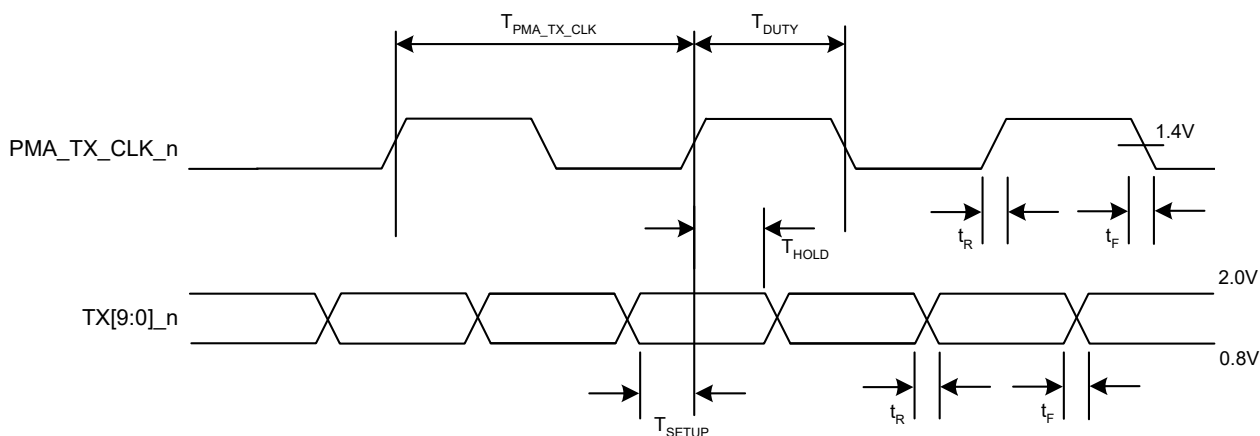 T_PMA_TX_CLK
T_DUTY
PMA_TX_CLK_n
1.4V
t_R
t_F
T_HOLD
2.0V
TX[9:0]_n
0.8V
t_R
t_F
T_SETUP